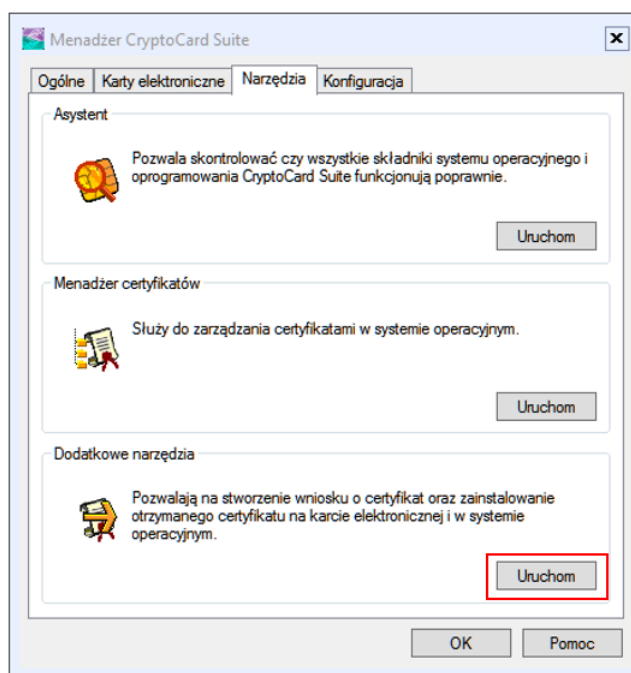 Menadżer CryptoCard Suite
Ogólne
Karty elektroniczne
Narzędzia
Konfiguracja
Asystent
Pozwala skontrolować czy wszystkie składniki systemu operacyjnego i
oprogramowania CryptoCard Suite funkcjonują poprawnie.
Uruchom
Menadżer certyfikatów
Służy do zarządzania certyfikatami w systemie operacyjnym.
Uruchom
Dodatkowe narzędzia
Pozwalają na stworzenie wniosku o certyfikat oraz zainstalowanie
otrzymanego certyfikatu na karcie elektronicznej i w systemie
operacyjnym.
Uruchom
OK
Pomoc